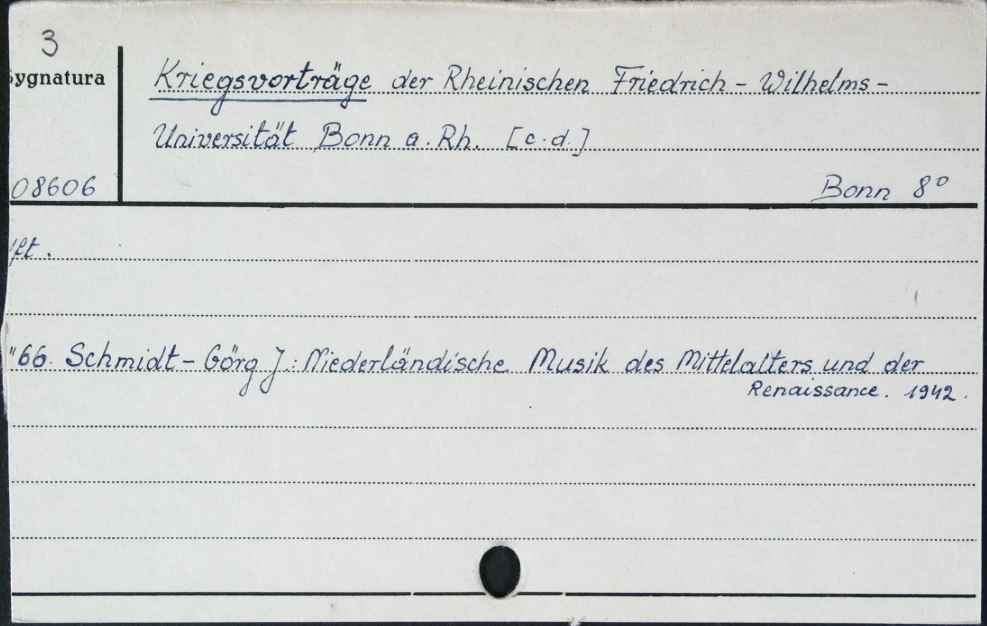 3
Sygnatura
Kriegsvorträge der Rheinischen Friedrich - Wilhelms -
Universität Bonn a. Rh. [c.d.]
08606
Bonn 8°
ft.
"66. Schmidt - Görg J.: Niederländische Musik des Mittelalters und der
Renaissance. 1942.